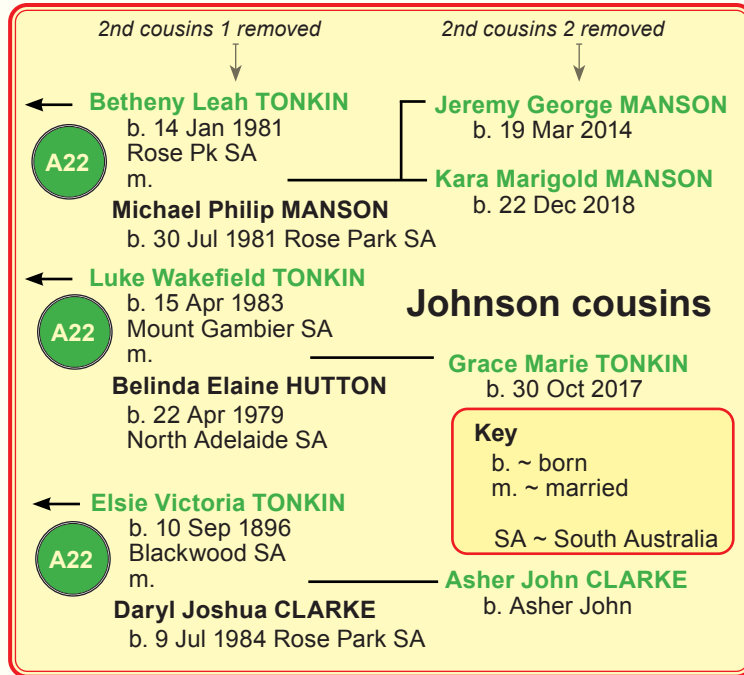 2nd cousins 1 removed
2nd cousins 2 removed
Betheny Leah TONKIN
b. 14 Jan 1981
Rose Pk SA
m.
A22
Michael Philip MANSON
b. 30 Jul 1981 Rose Park SA
Jeremy George MANSON
b. 19 Mar 2014
Kara Marigold MANSON
b. 22 Dec 2018
Luke Wakefield TONKIN
b. 15 Apr 1983
Mount Gambier SA
m.
A22
Belinda Elaine HUTTON
b. 22 Apr 1979
North Adelaide SA
Johnson cousins
Grace Marie TONKIN
b. 30 Oct 2017
Key
b. ~ born
m. ~ married
SA ~ South Australia
Elsie Victoria TONKIN
b. 10 Sep 1896
Blackwood SA
m.
A22
Daryl Joshua CLARKE
b. 9 Jul 1984 Rose Park SA
Asher John CLARKE
b. Asher John